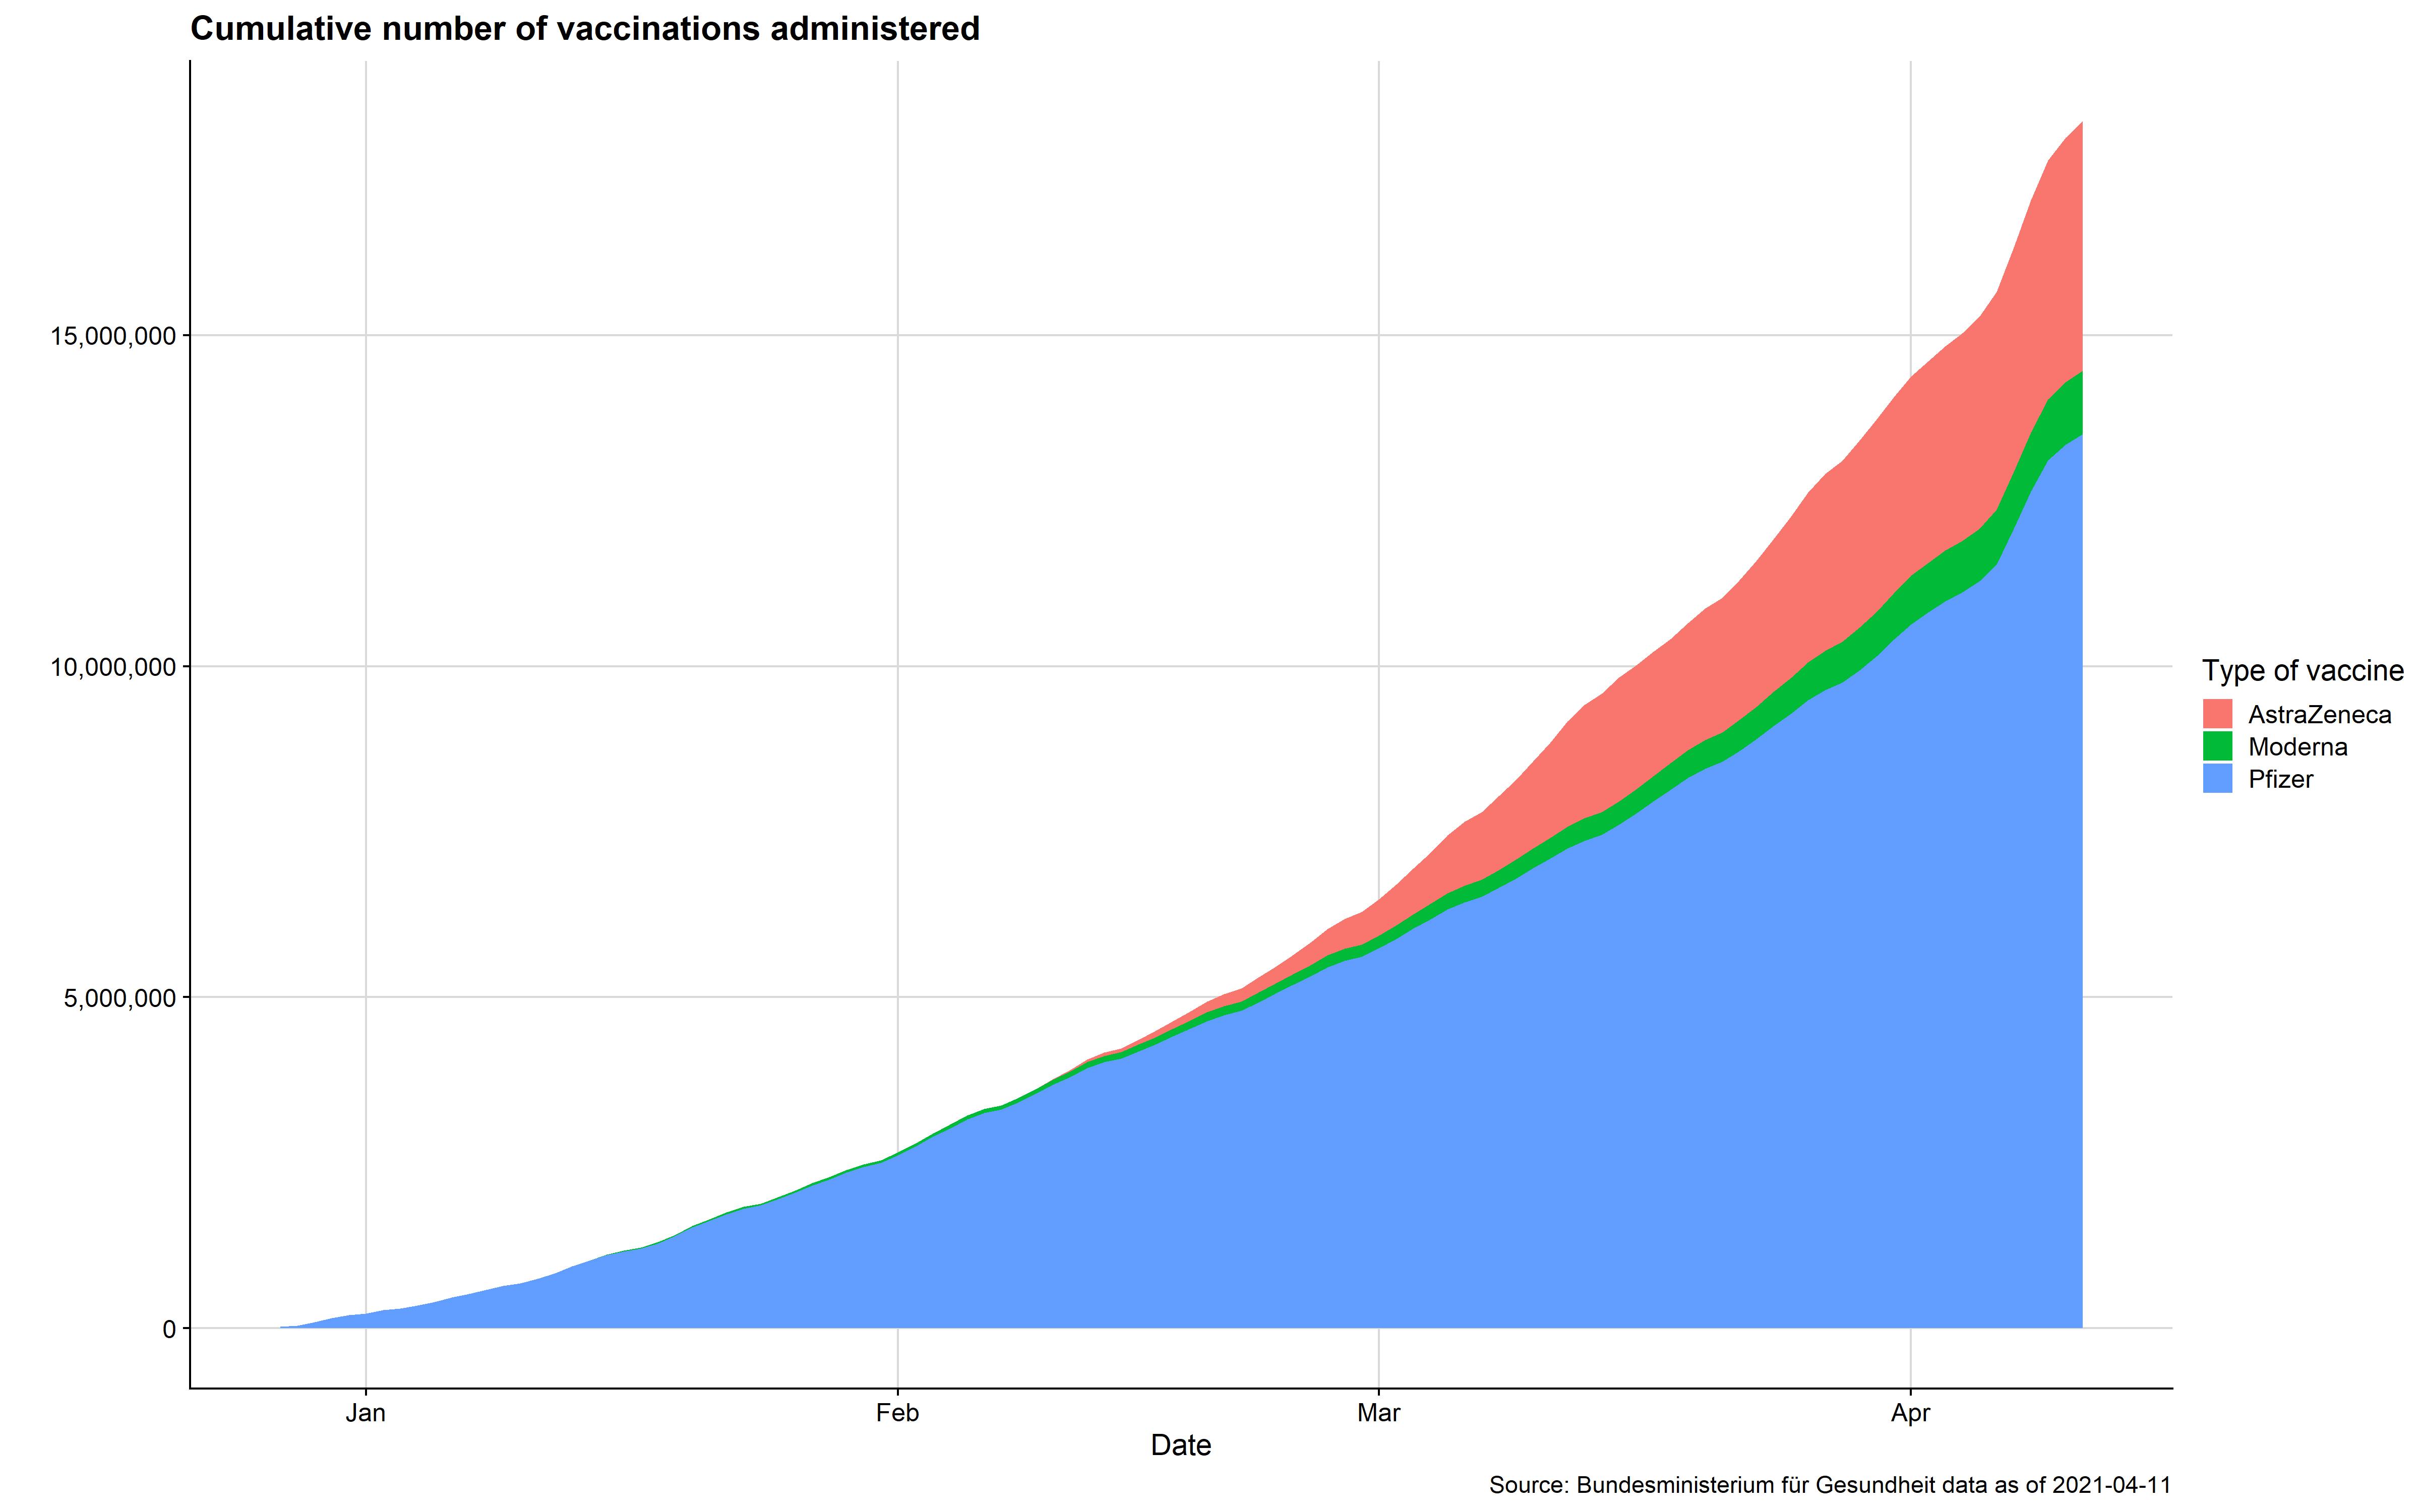 Cumulative number of vaccinations administered
15,000,000
10,000,000
5,000,000
0
Jan
Feb
Mar
Apr
Date
Type of vaccine
AstraZeneca
Moderna
Pfizer
Source: Bundesministerium für Gesundheit data as of 2021-04-11